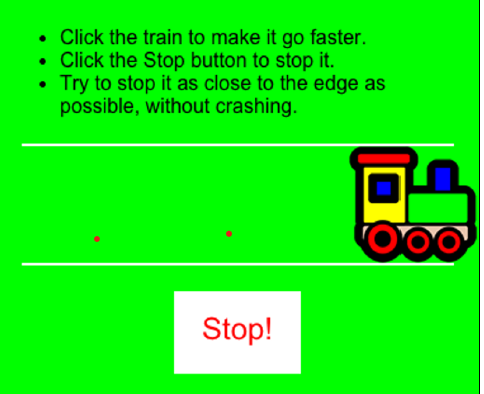 • Click the train to make it go faster.
• Click the Stop button to stop it.
• Try to stop it as close to the edge as
possible, without crashing.
Stop!